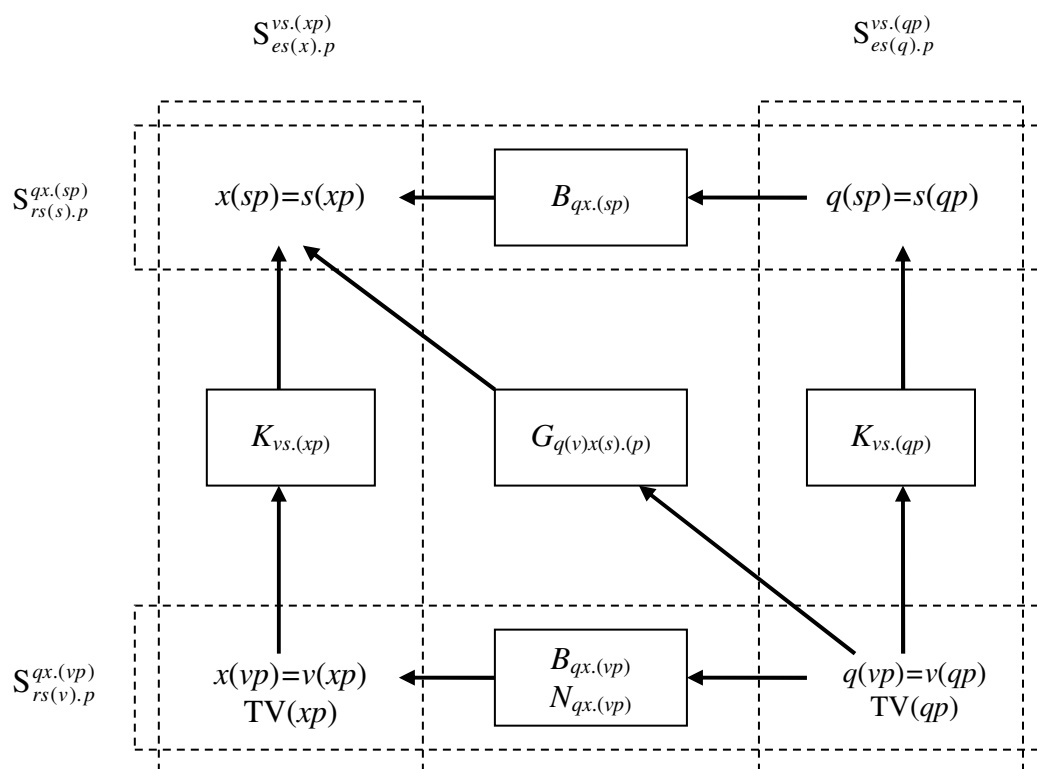 S^{vs.(xp)}_{es(x).p} S^{vs.(qp)}_{es(q).p}
S^{qx.(sp)}_{rs(s).p} x(sp)=s(xp) B_{qx.(sp)} q(sp)=s(qp)
K_{vs.(xp)} G_{q(v)x(s).(p)} K_{vs.(qp)}
S^{qx.(vp)}_{rs(v).p} x(vp)=v(xp) B_{qx.(vp)} q(vp)=v(qp)
TV(xp) N_{qx.(vp)} TV(qp)